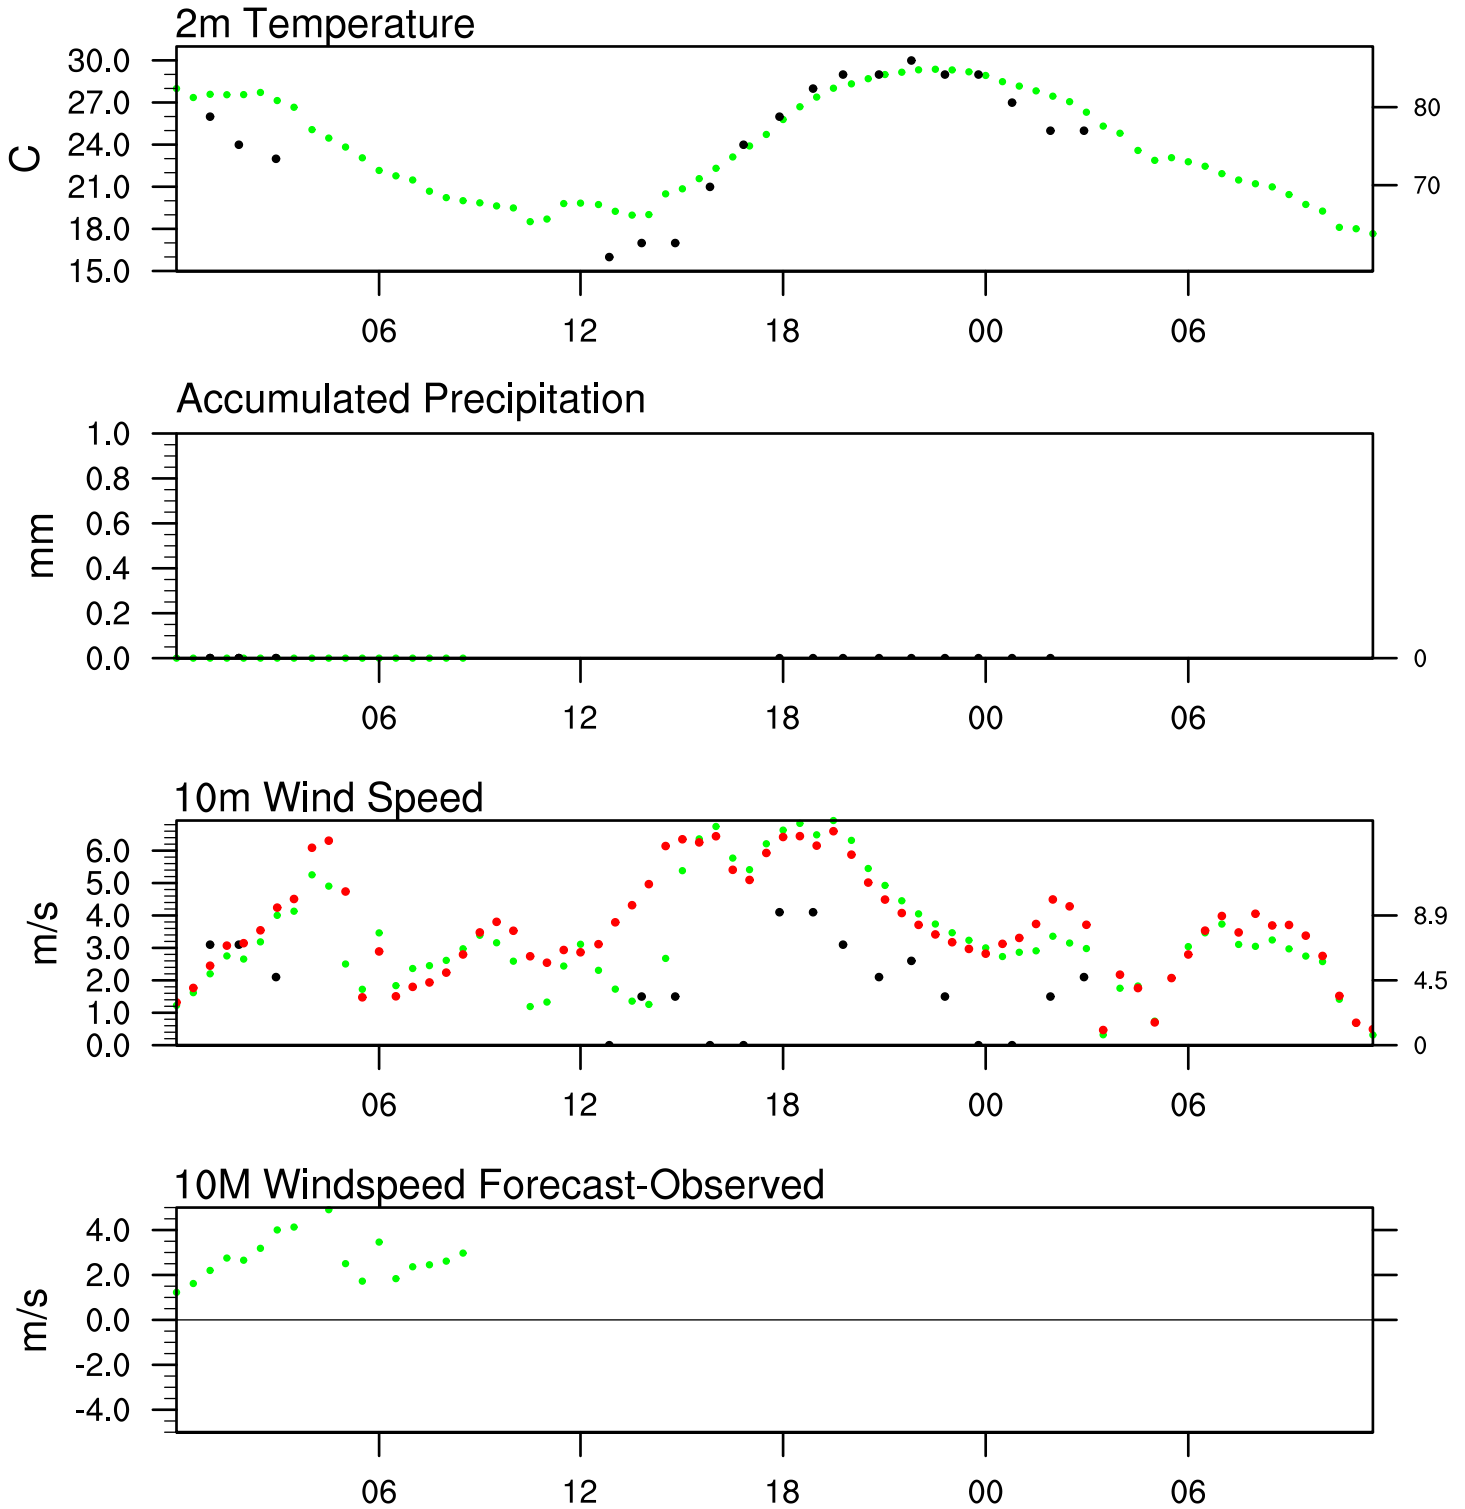 2m Temperature
30.0
27.0
24.0
21.0
18.0
15.0
C
80
70
06 12 18 00 06
Accumulated Precipitation
1.0
0.8
0.6
0.4
0.2
0.0
mm
0
06 12 18 00 06
10m Wind Speed
6.0
5.0
4.0
3.0
2.0
1.0
0.0
m/s
8.9
4.5
0
06 12 18 00 06
10M Windspeed Forecast-Observed
4.0
2.0
0.0
-2.0
-4.0
m/s
06 12 18 00 06